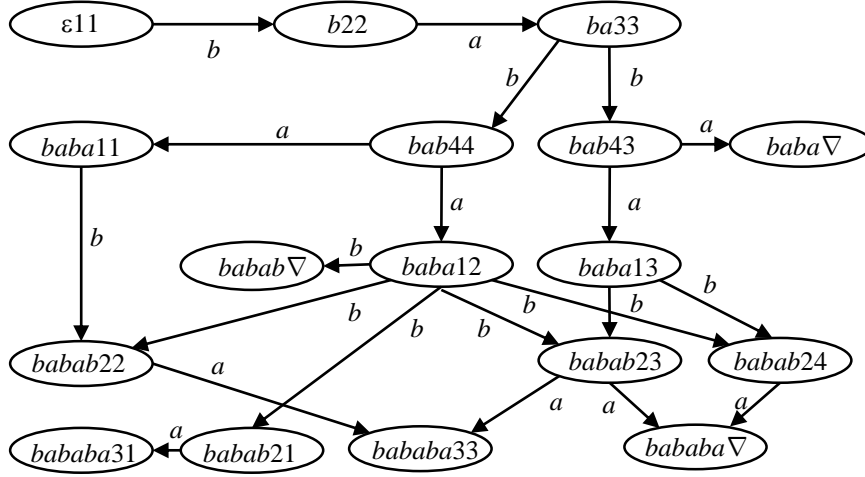 ε11 b22 ba33
b a
b b
baba11 a bab44 bab43 a baba∇
b a a
babab∇ b baba12 baba13 b
b b b b b
babab22 babab23 babab24
a a a a
bababa31 a babab21 bababa33 bababa∇